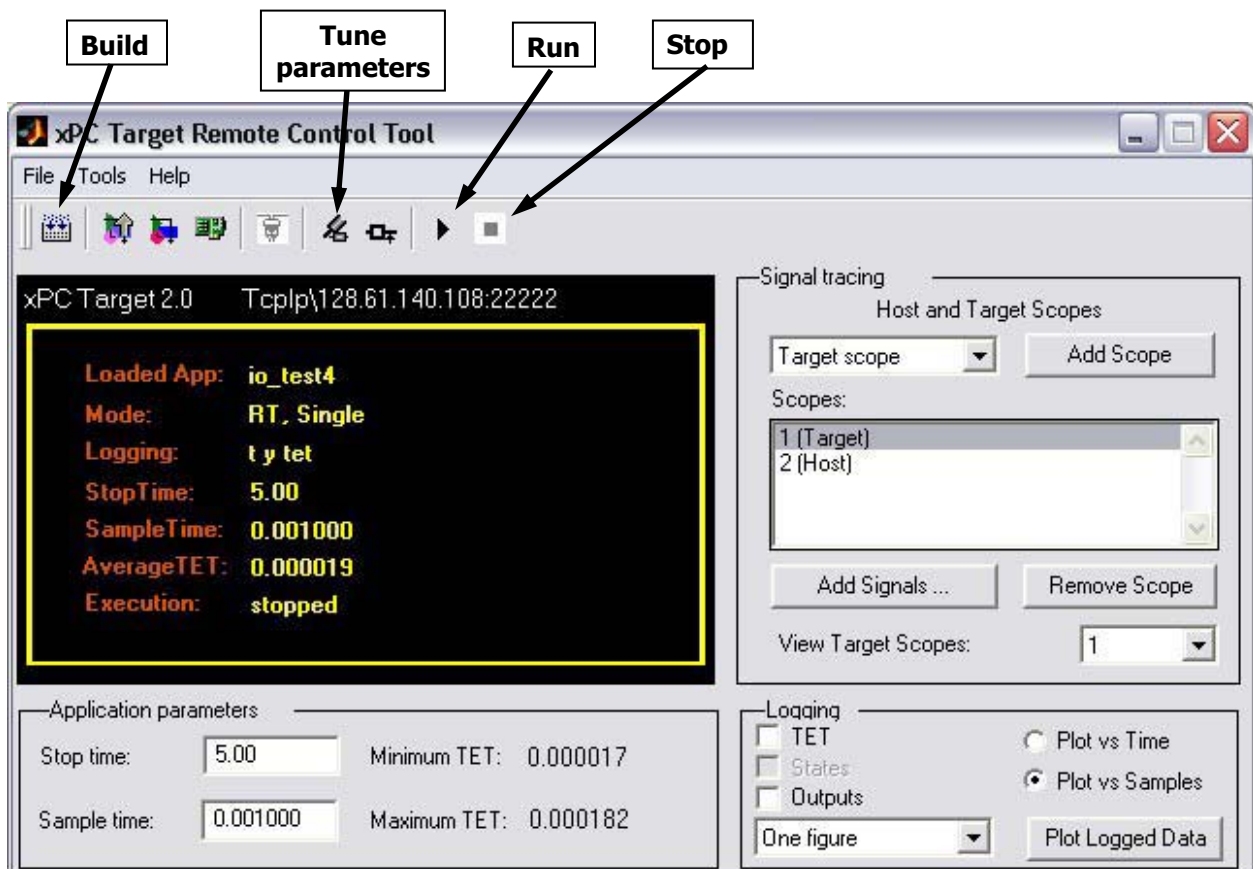 Build
Tune
parameters
Run
Stop
xPC Target Remote Control Tool
File Tools Help
xPC Target 2.0 TcpIp\128.61.140.108:22222
Loaded App: io_test4
Mode: RT, Single
Logging: t y tet
StopTime: 5.00
SampleTime: 0.001000
AverageTET: 0.000019
Execution: stopped
Signal tracing
Host and Target Scopes
Target scope Add Scope
Scopes:
1 (Target)
2 (Host)
Add Signals ... Remove Scope
View Target Scopes: 1
Application parameters
Stop time: 5.00 Minimum TET: 0.000017
Sample time: 0.001000 Maximum TET: 0.000182
Logging
TET Plot vs Time
States
Plot vs Samples
Outputs
One figure Plot Logged Data